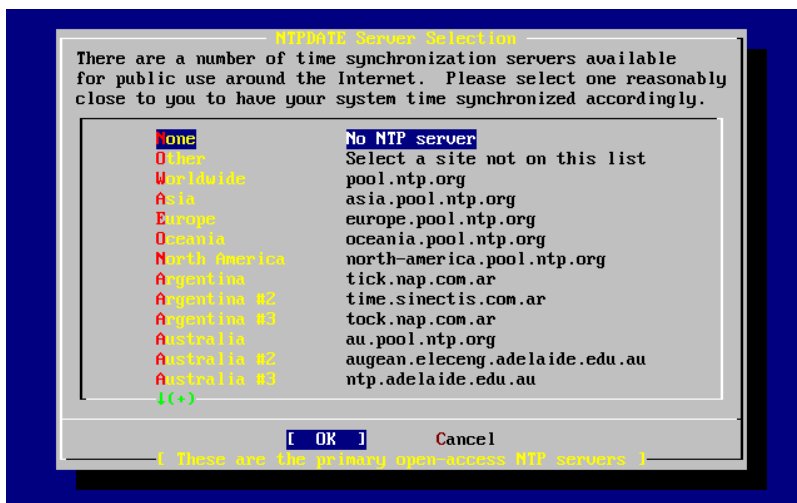 NTPDATE Server Selection
There are a number of time synchronization servers available
for public use around the Internet.  Please select one reasonably
close to you to have your system time synchronized accordingly.
None No NTP server
Other Select a site not on this list
Worldwide pool.ntp.org
Asia asia.pool.ntp.org
Europe europe.pool.ntp.org
Oceania oceania.pool.ntp.org
North America north-america.pool.ntp.org
Argentina tick.nap.com.ar
Argentina #2 time.sinectis.com.ar
Argentina #3 tock.nap.com.ar
Australia au.pool.ntp.org
Australia #2 augean.eleceng.adelaide.edu.au
Australia #3 ntp.adelaide.edu.au
↓(+)
[ OK ] Cancel
[ These are the primary open-access NTP servers ]